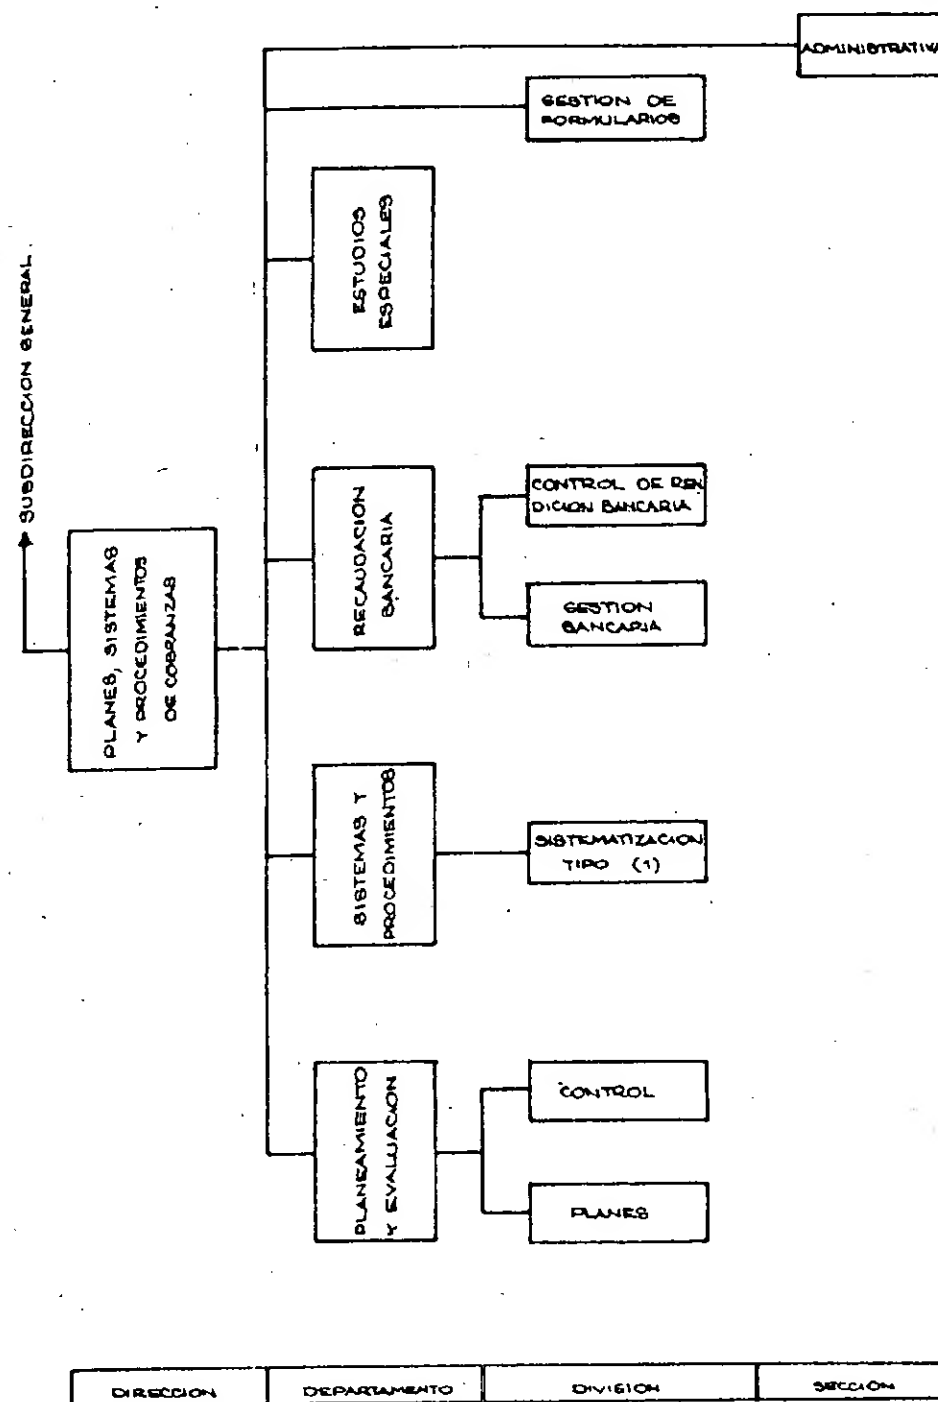 SUBDIRECCION GENERAL.
PLANES, SISTEMAS
Y PROCEDIMIENTOS
DE COBRANZAS
ADMINISTRATIVA
GESTION DE
FORMULARIOS
ESTUDIOS
ESPECIALES
RECAUDACION
BANCARIA
CONTROL DE REN
DICION BANCARIA
GESTION
BANCARIA
SISTEMAS Y
PROCEDIMIENTOS
SISTEMATIZACION
TIPO (1)
PLANEAMIENTO
Y EVALUACION
CONTROL
PLANES
DIRECCION
DEPARTAMENTO
DIVISION
SECCION